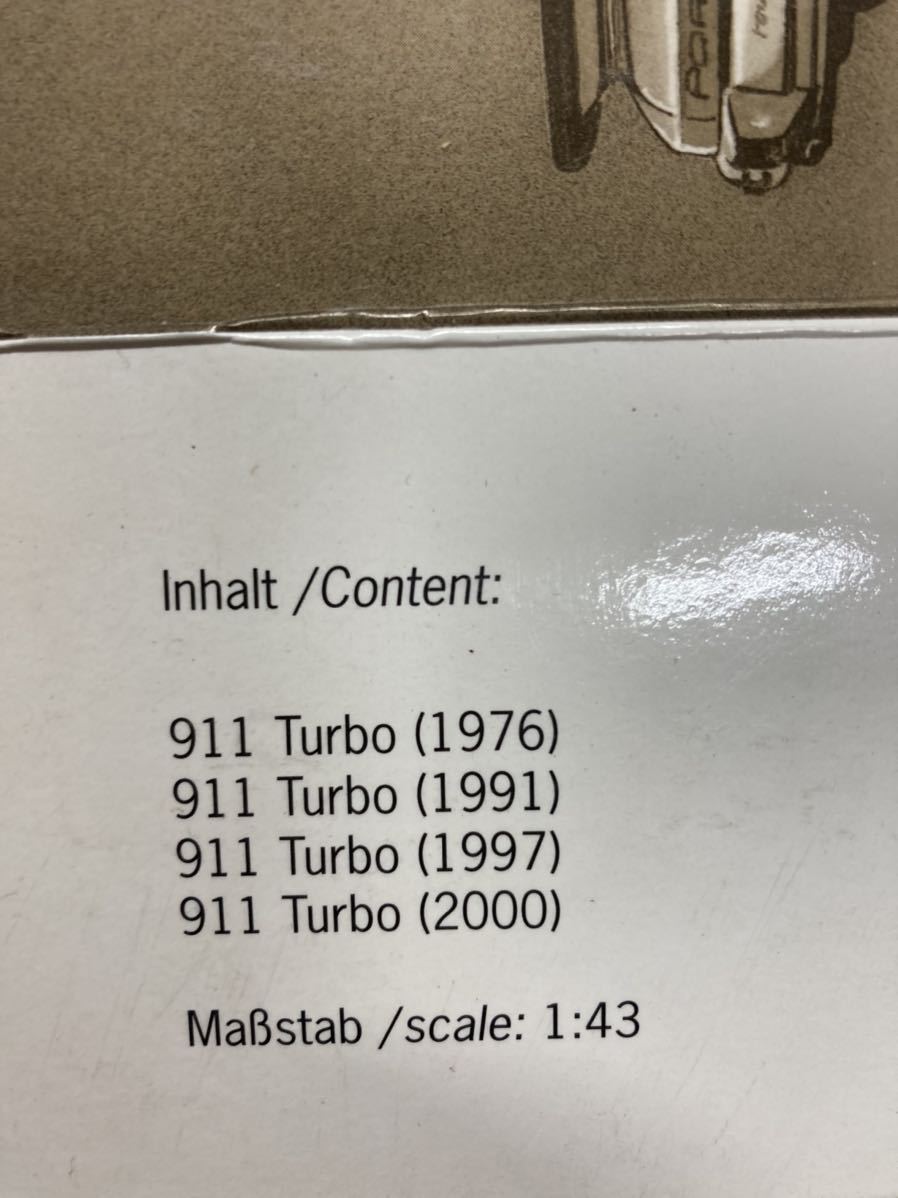 Inhalt /Content:
911 Turbo (1976)
911 Turbo (1991)
911 Turbo (1997)
911 Turbo (2000)
Maßstab /scale: 1:43